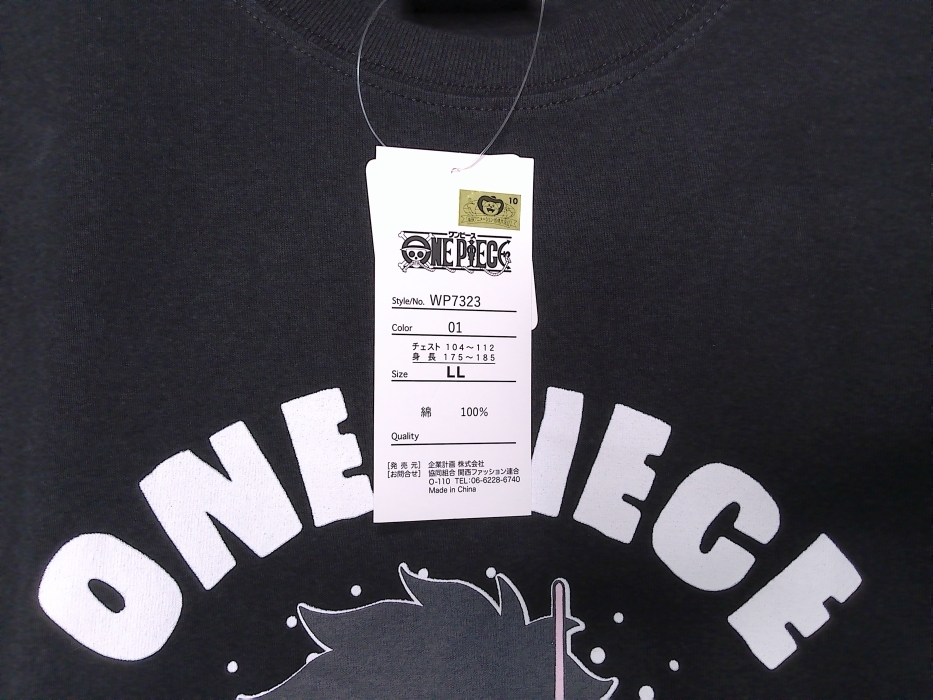 10
ワンピース
ONE PIECE
Style/No. WP7323
Color 01
チェスト 104〜112
身長 175〜185
Size LL
綿 100%
Quality
[発売元] 企業計画 株式会社
[お問合せ] 協同組合 関西ファッション連合
O-110 TEL:06-6228-6740
Made in China
ONE IECE